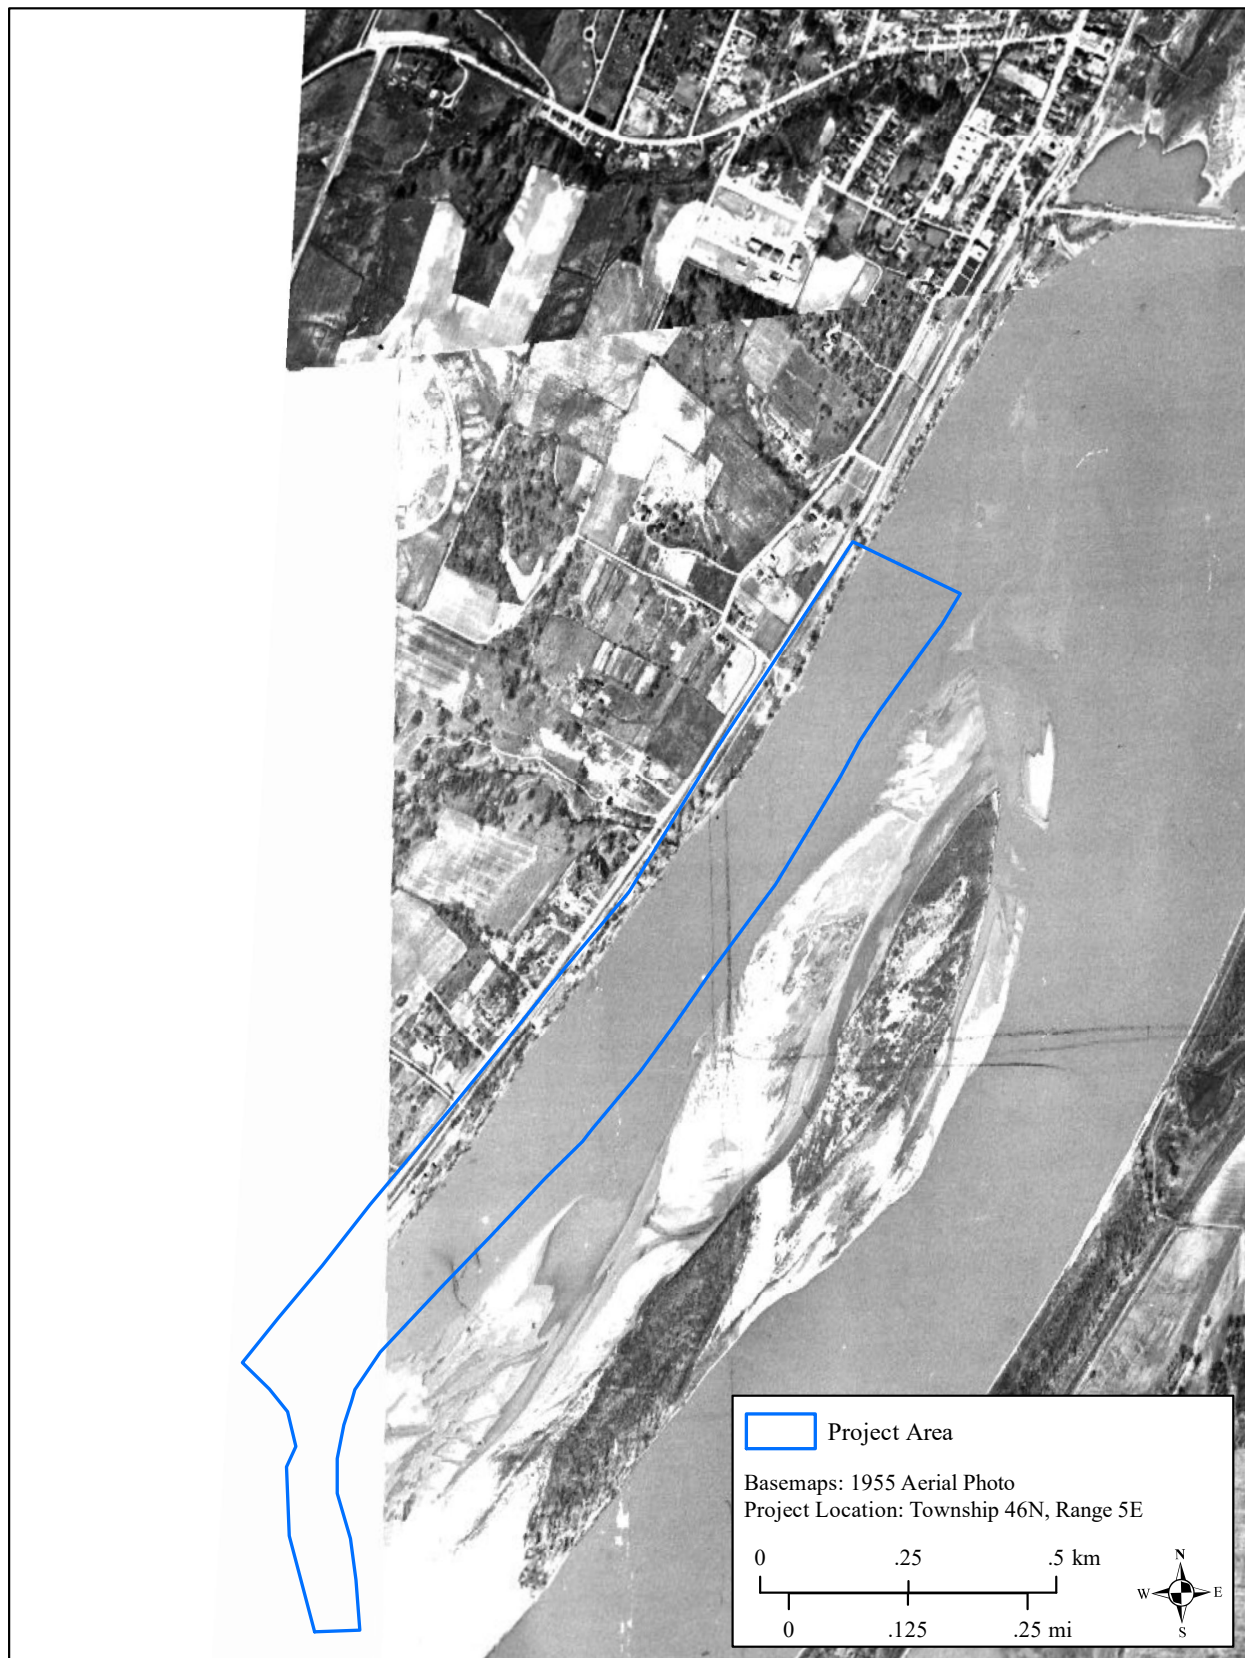 Project Area
Basemaps: 1955 Aerial Photo
Project Location: Township 46N, Range 5E
0 .25 .5 km
0 .125 .25 mi
N
W E
S